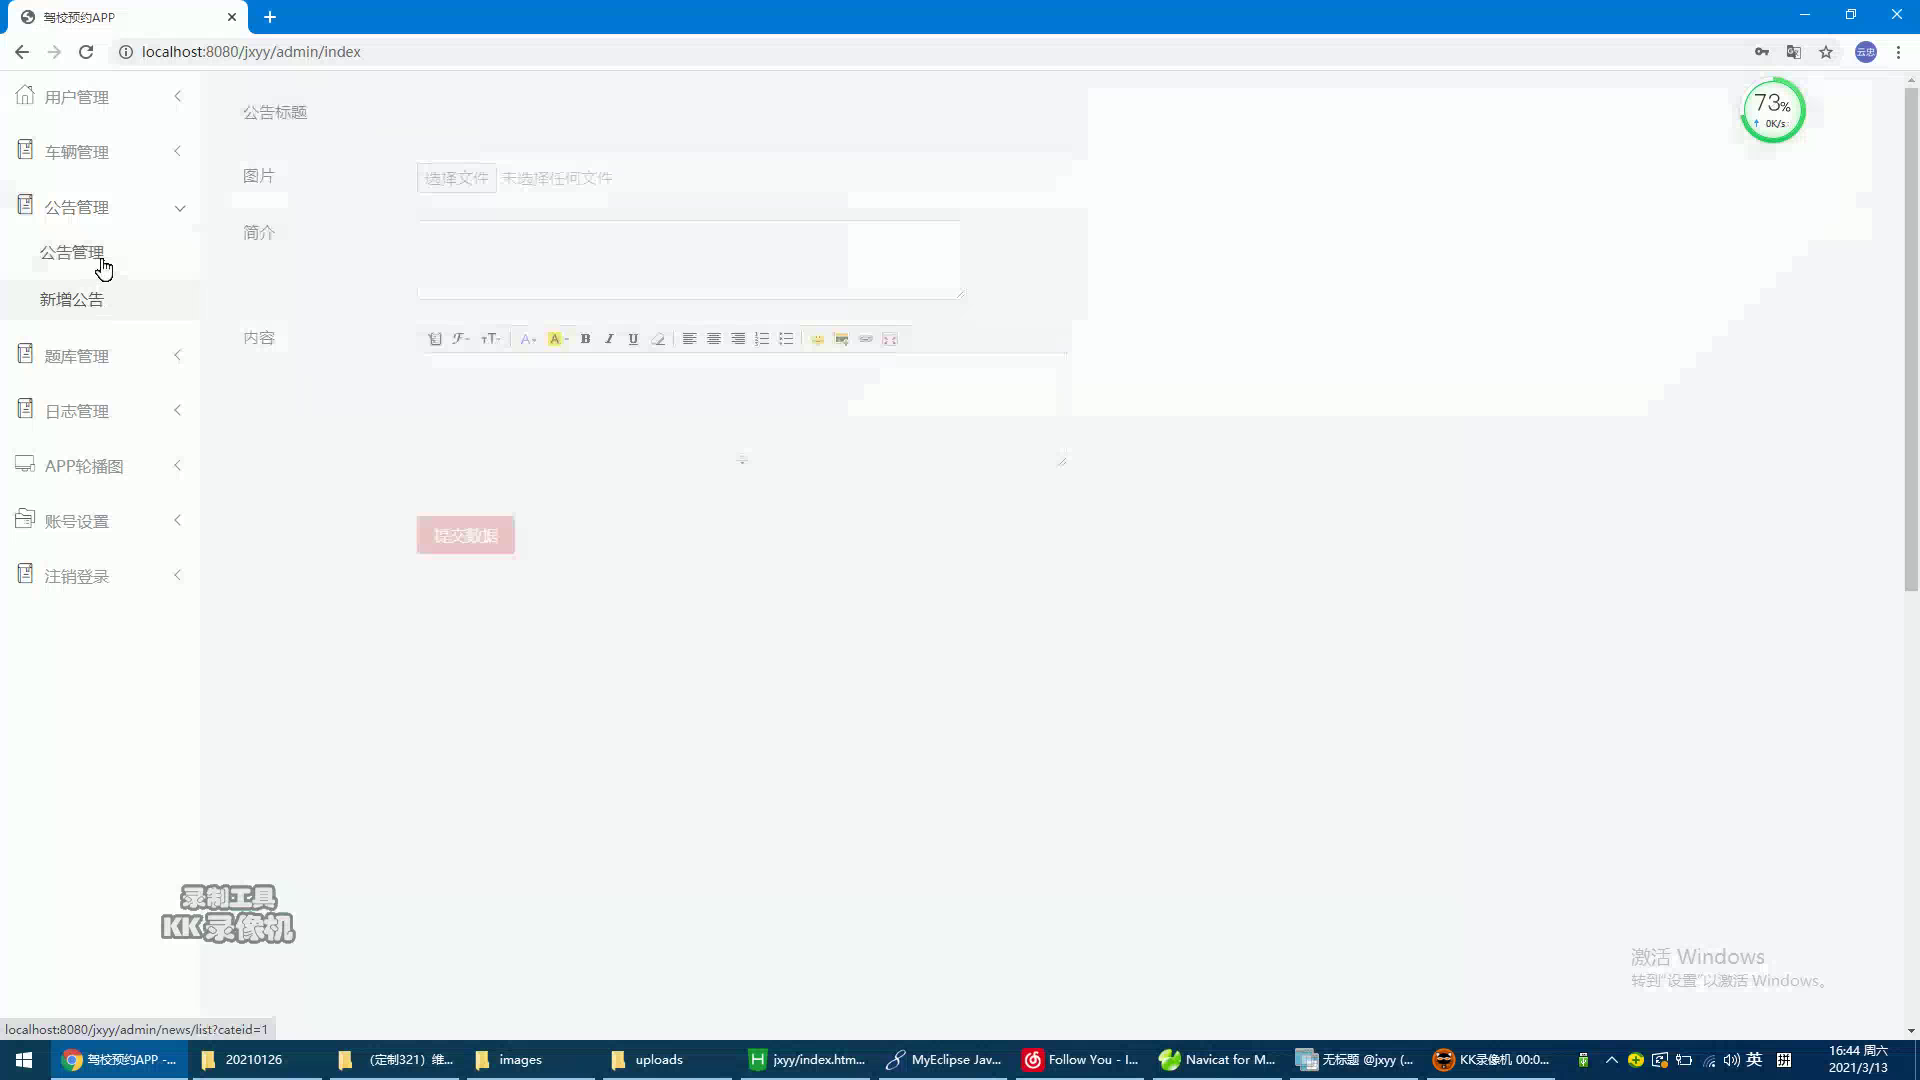 驾校预约APP
localhost:8080/jxyy/admin/index
云忠
用户管理
车辆管理
公告管理
公告管理
新增公告
题库管理
日志管理
APP轮播图
账号设置
注销登录
公告标题
图片
选择文件 未选择任何文件
简介
内容
提交数据
73%
0K/s
录制工具
KK录像机
激活 Windows
转到"设置"以激活 Windows。
localhost:8080/jxyy/admin/news/list?cateid=1
驾校预约APP -...
20210126
（定制321）维...
images
uploads
jxyy/index.htm...
MyEclipse Jav...
Follow You - I...
Navicat for M...
无标题 @jxyy (...
KK录像机 00:0...
英
拼
16:44 周六
2021/3/13